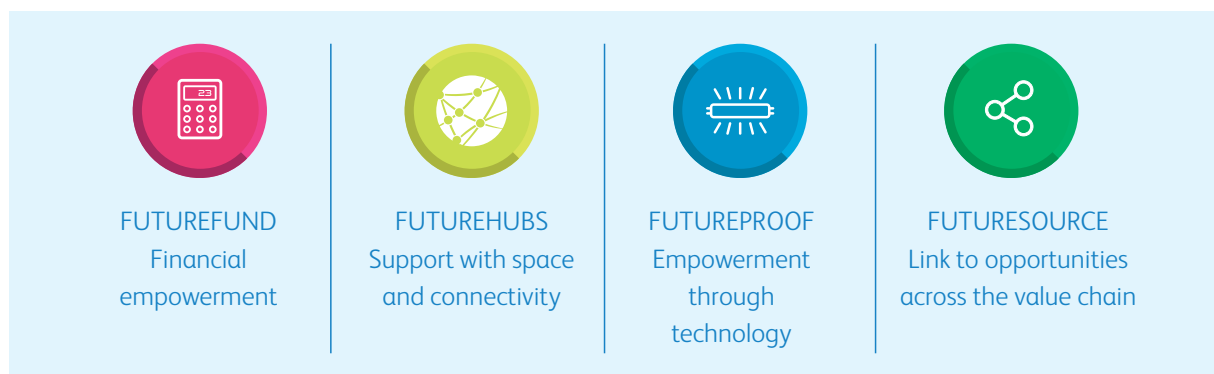 23
FUTUREFUND
Financial
empowerment
FUTUREHUBS
Support with space
and connectivity
FUTUREPROOF
Empowerment
through
technology
FUTURESOURCE
Link to opportunities
across the value chain